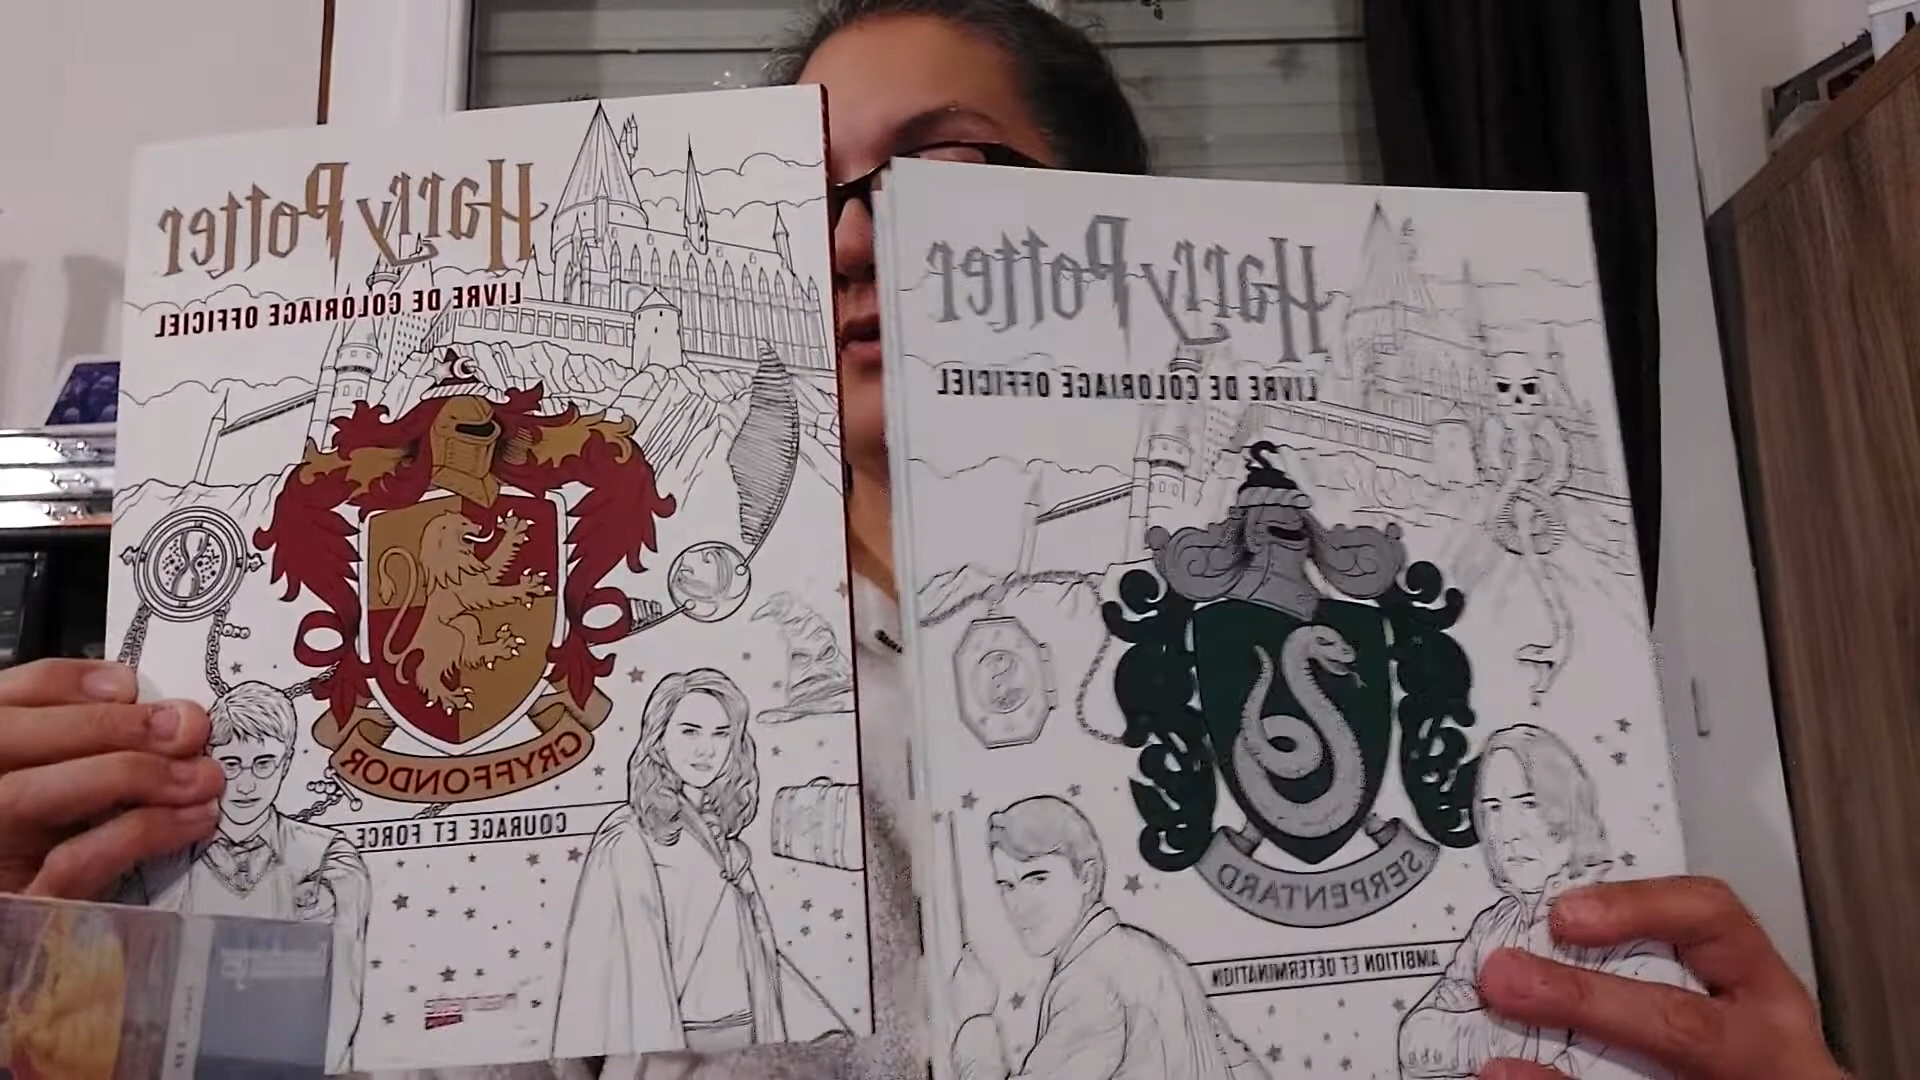 Harry Potter
LIVRE DE COLORIAGE OFFICIEL
GRYFFONDOR
COURAGE ET FORCE
Harry Potter
LIVRE DE COLORIAGE OFFICIEL
SERPENTARD
AMBITION ET DÉTERMINATION